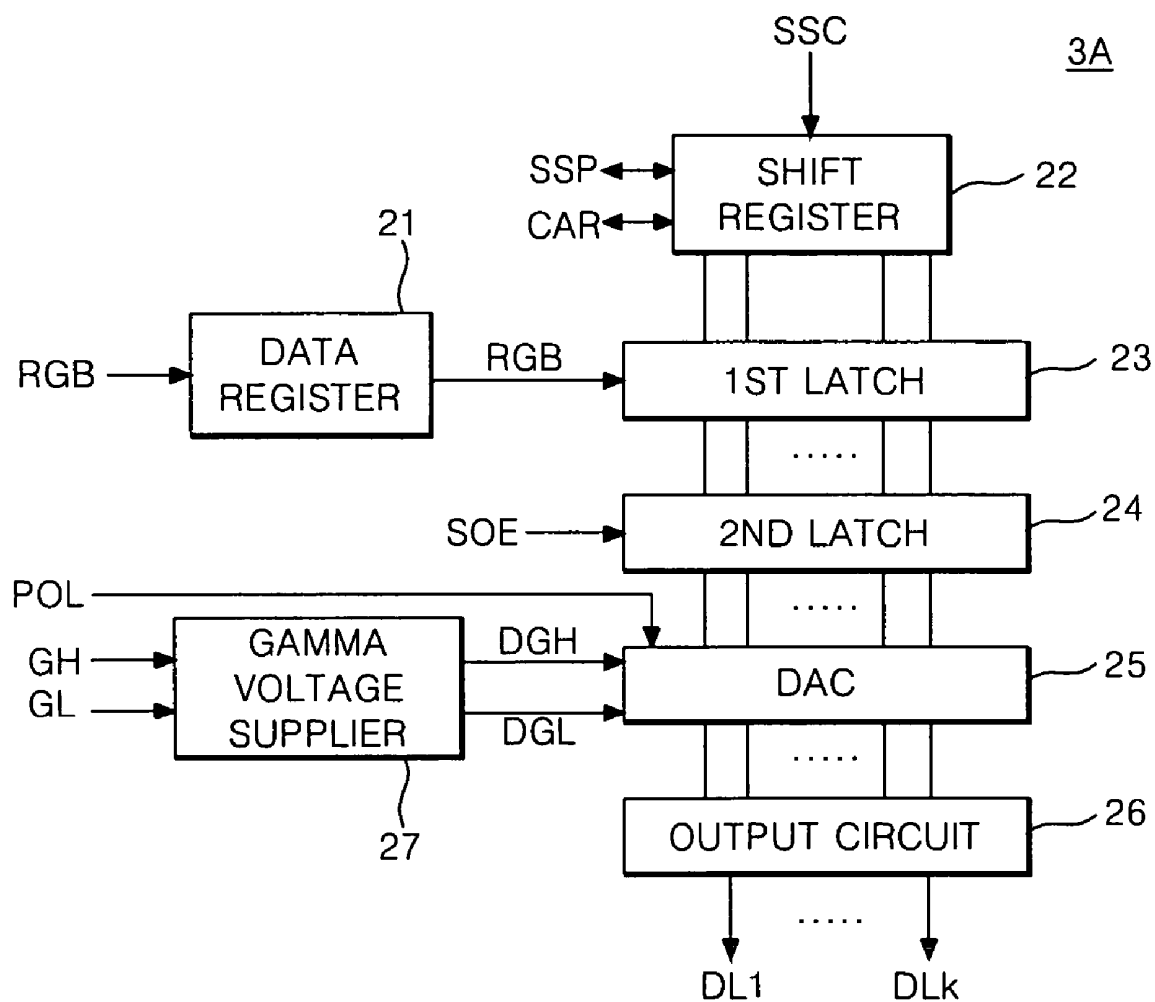 SSC
3A
SSP
SHIFT
REGISTER
22
CAR
21
RGB
DATA
REGISTER
RGB
1ST LATCH
23
.....
SOE
2ND LATCH
24
POL
.....
GH
GL
GAMMA
VOLTAGE
SUPPLIER
DGH
DGL
DAC
25
27
.....
OUTPUT CIRCUIT
26
.....
DL1
DLk